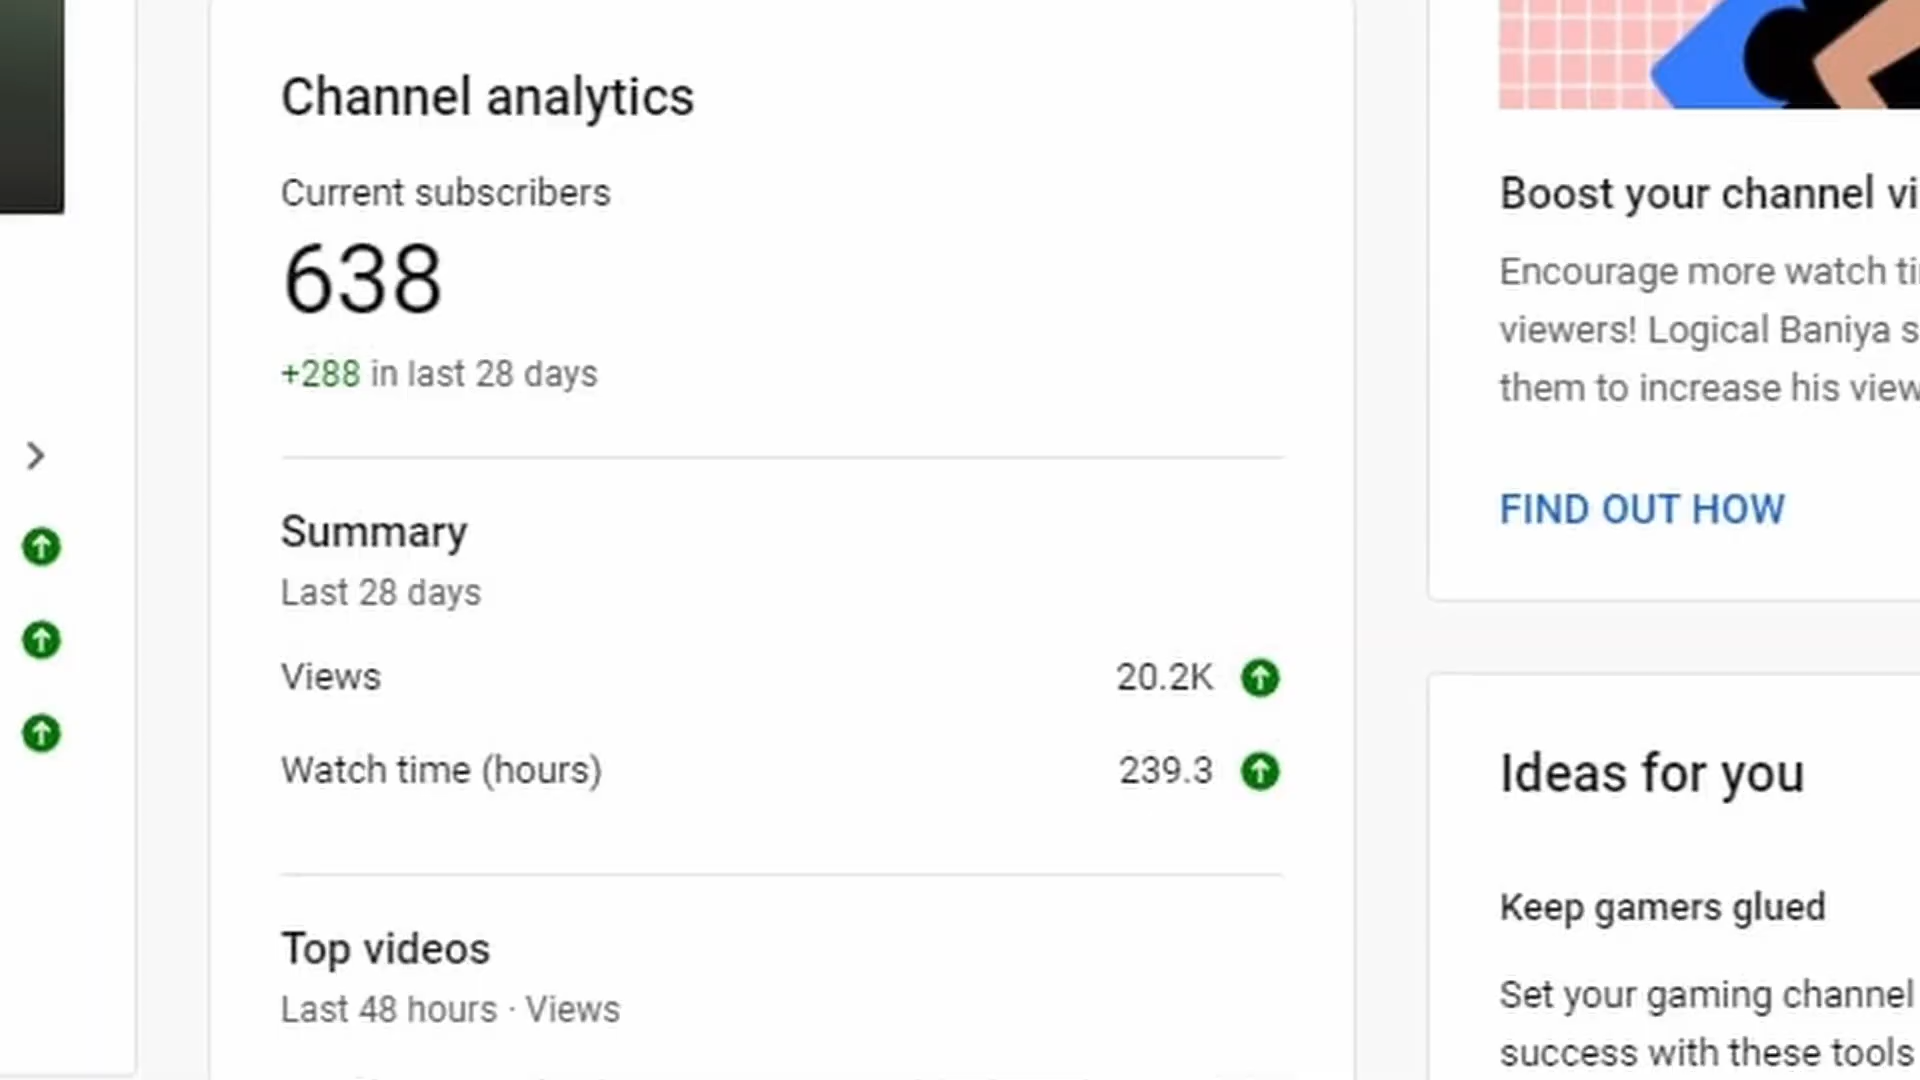 Channel analytics
Current subscribers
638
+288 in last 28 days
Summary
Last 28 days
Views 20.2K
Watch time (hours) 239.3
Top videos
Last 48 hours · Views
Boost your channel
Encourage more watch
viewers! Logical Baniya
them to increase his
FIND OUT HOW
Ideas for you
Keep gamers glued
Set your gaming channel
success with these tools